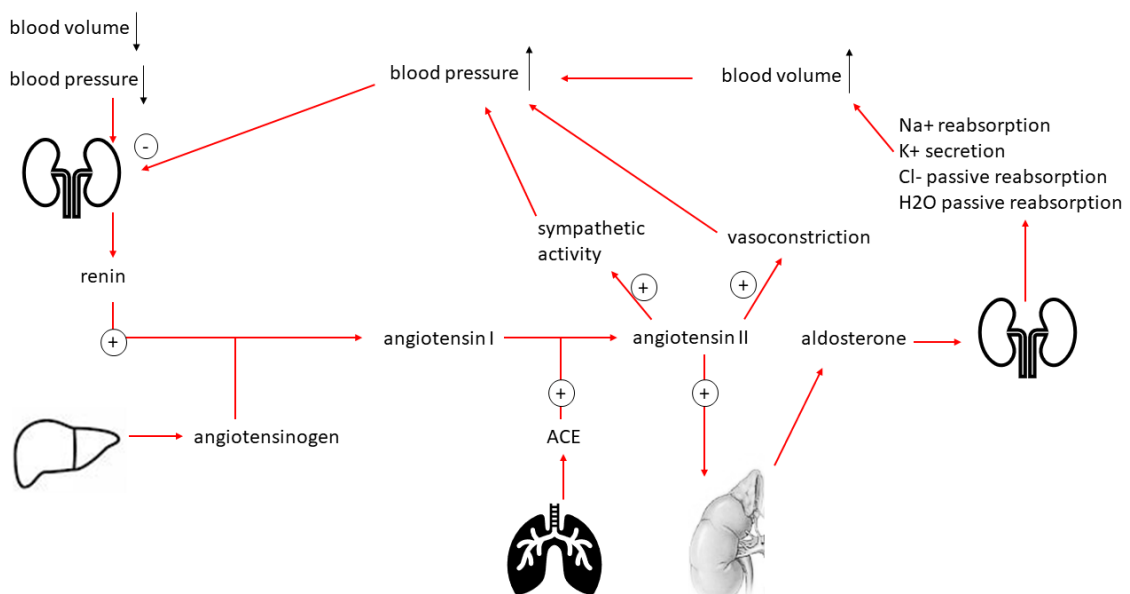 blood volume
blood pressure
blood pressure
blood volume
Na+ reabsorption
K+ secretion
Cl- passive reabsorption
H2O passive reabsorption
-
sympathetic
activity
vasoconstriction
renin
+
+
+
angiotensin I
angiotensin II
aldosterone
+
+
angiotensinogen
ACE